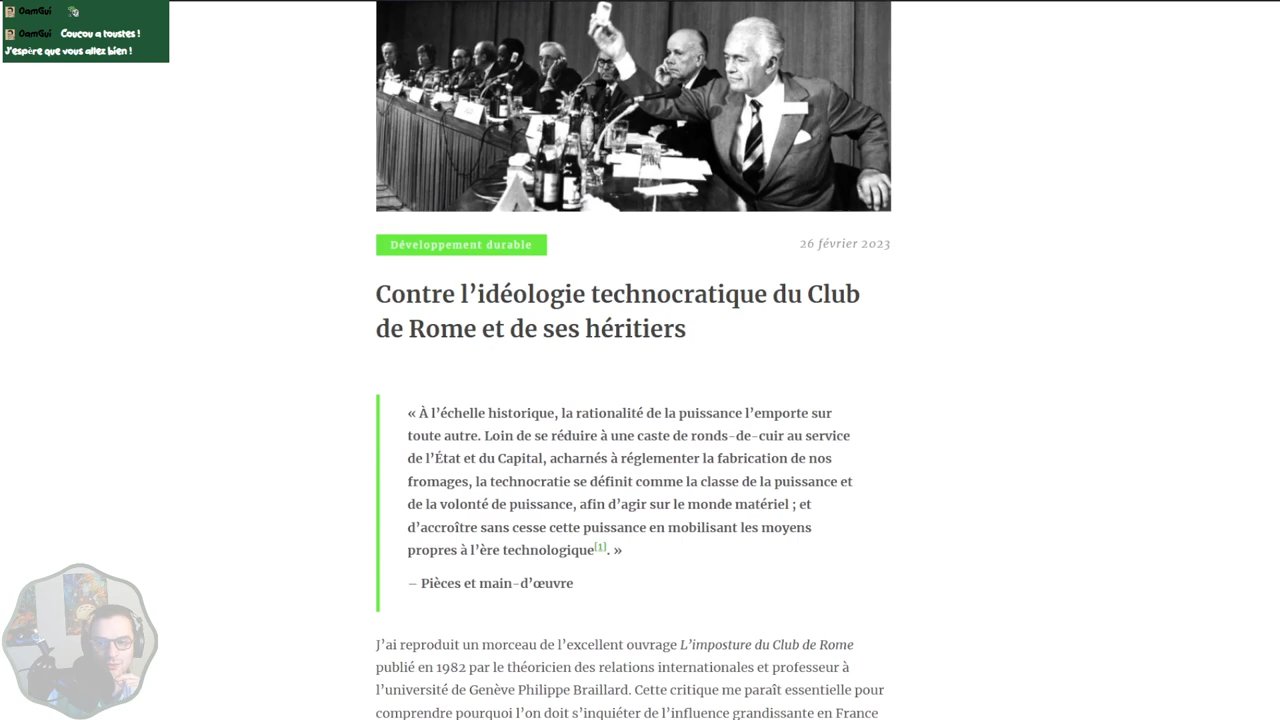 OamGui
OamGui Coucou a toustes !
J'espère que vous allez bien !
Développement durable
26 février 2023
Contre l’idéologie technocratique du Club
de Rome et de ses héritiers
« À l’échelle historique, la rationalité de la puissance l’emporte sur
toute autre. Loin de se réduire à une caste de ronds-de-cuir au service
de l’État et du Capital, acharnés à réglementer la fabrication de nos
fromages, la technocratie se définit comme la classe de la puissance et
de la volonté de puissance, afin d’agir sur le monde matériel ; et
d’accroître sans cesse cette puissance en mobilisant les moyens
propres à l’ère technologique[1]. »
– Pièces et main-d’œuvre
J’ai reproduit un morceau de l’excellent ouvrage L’imposture du Club de Rome
publié en 1982 par le théoricien des relations internationales et professeur à
l’université de Genève Philippe Braillard. Cette critique me paraît essentielle pour
comprendre pourquoi l’on doit s’inquiéter de l’influence grandissante en France